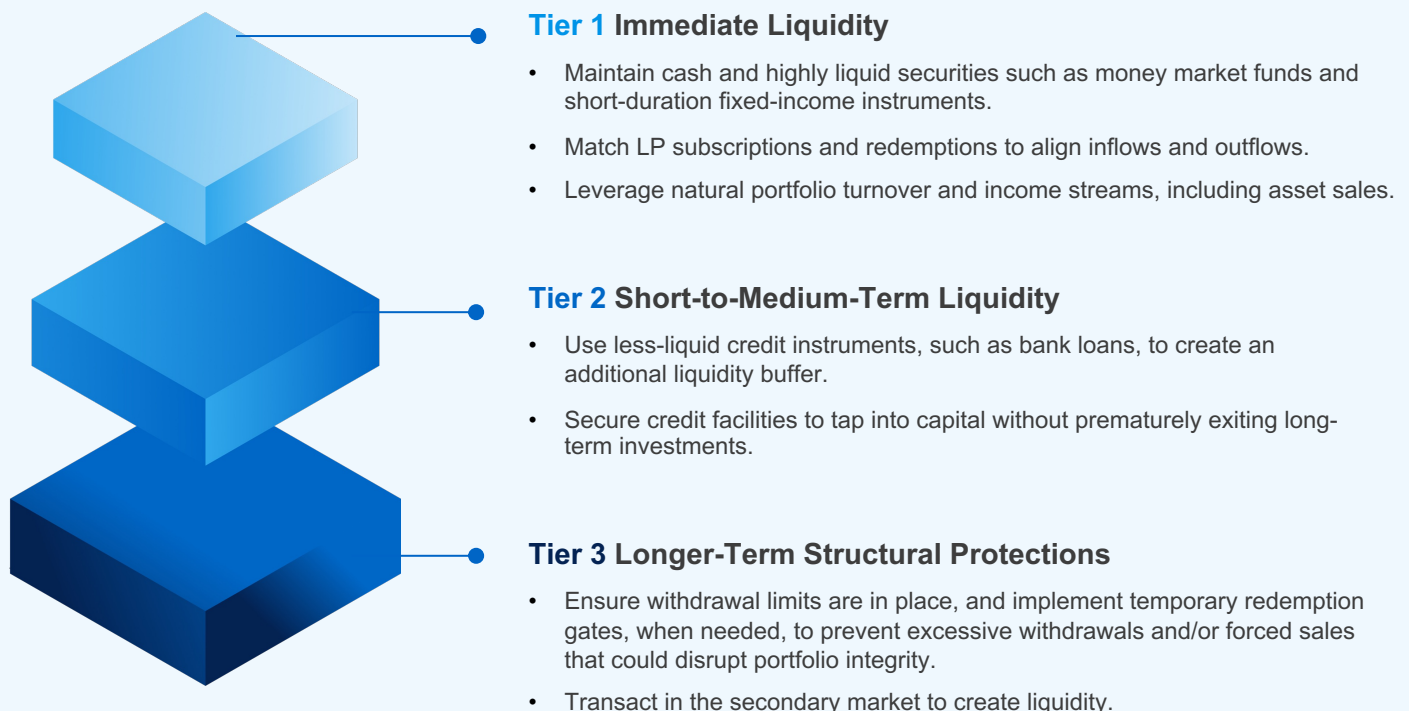 Tier 1 Immediate Liquidity
• Maintain cash and highly liquid securities such as money market funds and
short-duration fixed-income instruments.
• Match LP subscriptions and redemptions to align inflows and outflows.
• Leverage natural portfolio turnover and income streams, including asset sales.
Tier 2 Short-to-Medium-Term Liquidity
• Use less-liquid credit instruments, such as bank loans, to create an
additional liquidity buffer.
• Secure credit facilities to tap into capital without prematurely exiting long-
term investments.
Tier 3 Longer-Term Structural Protections
• Ensure withdrawal limits are in place, and implement temporary redemption
gates, when needed, to prevent excessive withdrawals and/or forced sales
that could disrupt portfolio integrity.
• Transact in the secondary market to create liquidity.